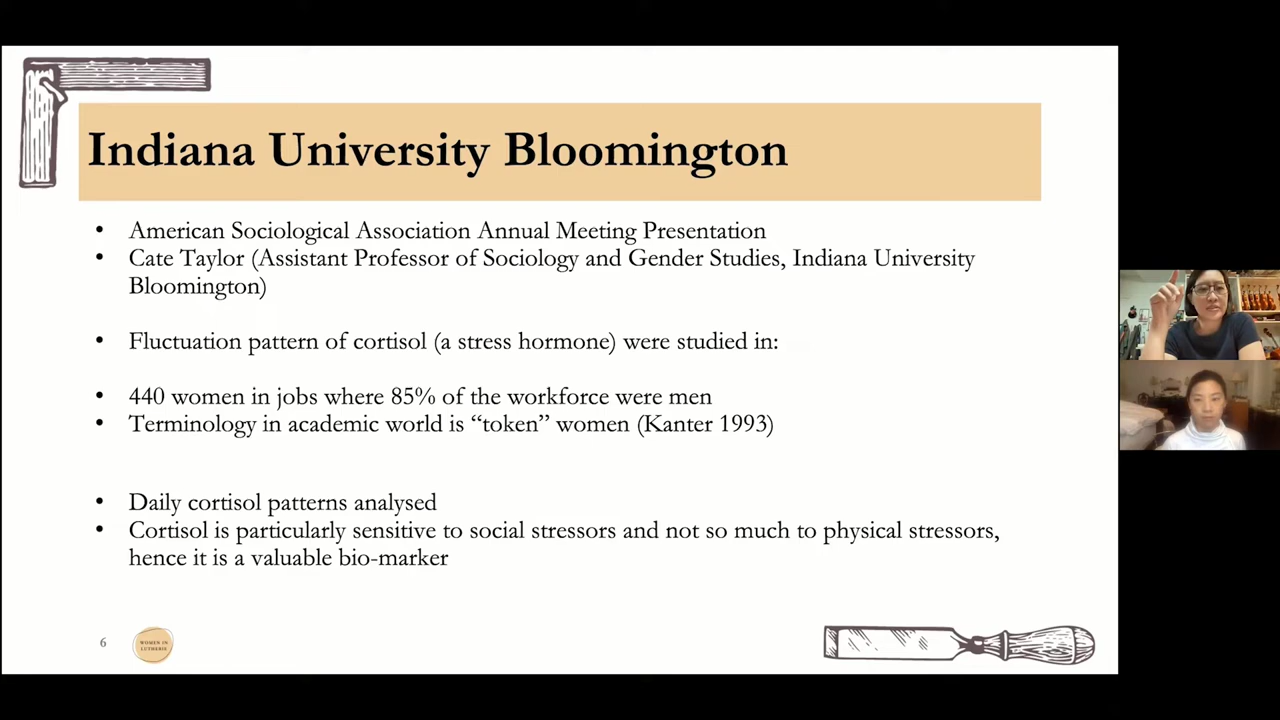 Indiana University Bloomington
• American Sociological Association Annual Meeting Presentation
• Cate Taylor (Assistant Professor of Sociology and Gender Studies, Indiana University
Bloomington)
• Fluctuation pattern of cortisol (a stress hormone) were studied in:
• 440 women in jobs where 85% of the workforce were men
• Terminology in academic world is “token” women (Kanter 1993)
• Daily cortisol patterns analysed
• Cortisol is particularly sensitive to social stressors and not so much to physical stressors,
hence it is a valuable bio-marker
6
WOMEN IN
LUTHERIE